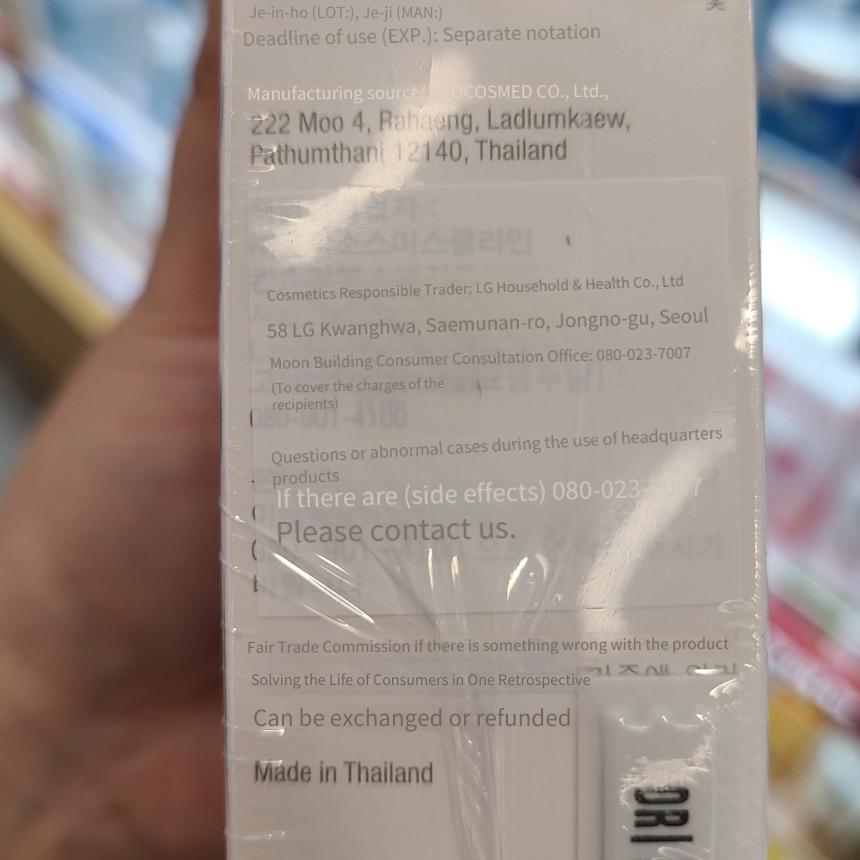 Je-in-ho (LOT:), Je-ji (MAN:)
Deadline of use (EXP.): Separate notation
Manufacturing source: COSMED CO., Ltd.,
222 Moo 4, Rahaeng, Ladlumkaew,
Pathumthani 12140, Thailand
Cosmetics Responsible Trader: LG Household & Health Co., Ltd
58 LG Kwanghwa, Saemunan-ro, Jongno-gu, Seoul
Moon Building Consumer Consultation Office: 080-023-7007
(To cover the charges of the
recipients)
080-901-4100
Questions or abnormal cases during the use of headquarters
products
If there are (side effects) 080-023-7007
Please contact us.
Fair Trade Commission if there is something wrong with the product
Solving the Life of Consumers in One Retrospective
Can be exchanged or refunded
Made in Thailand
ORI